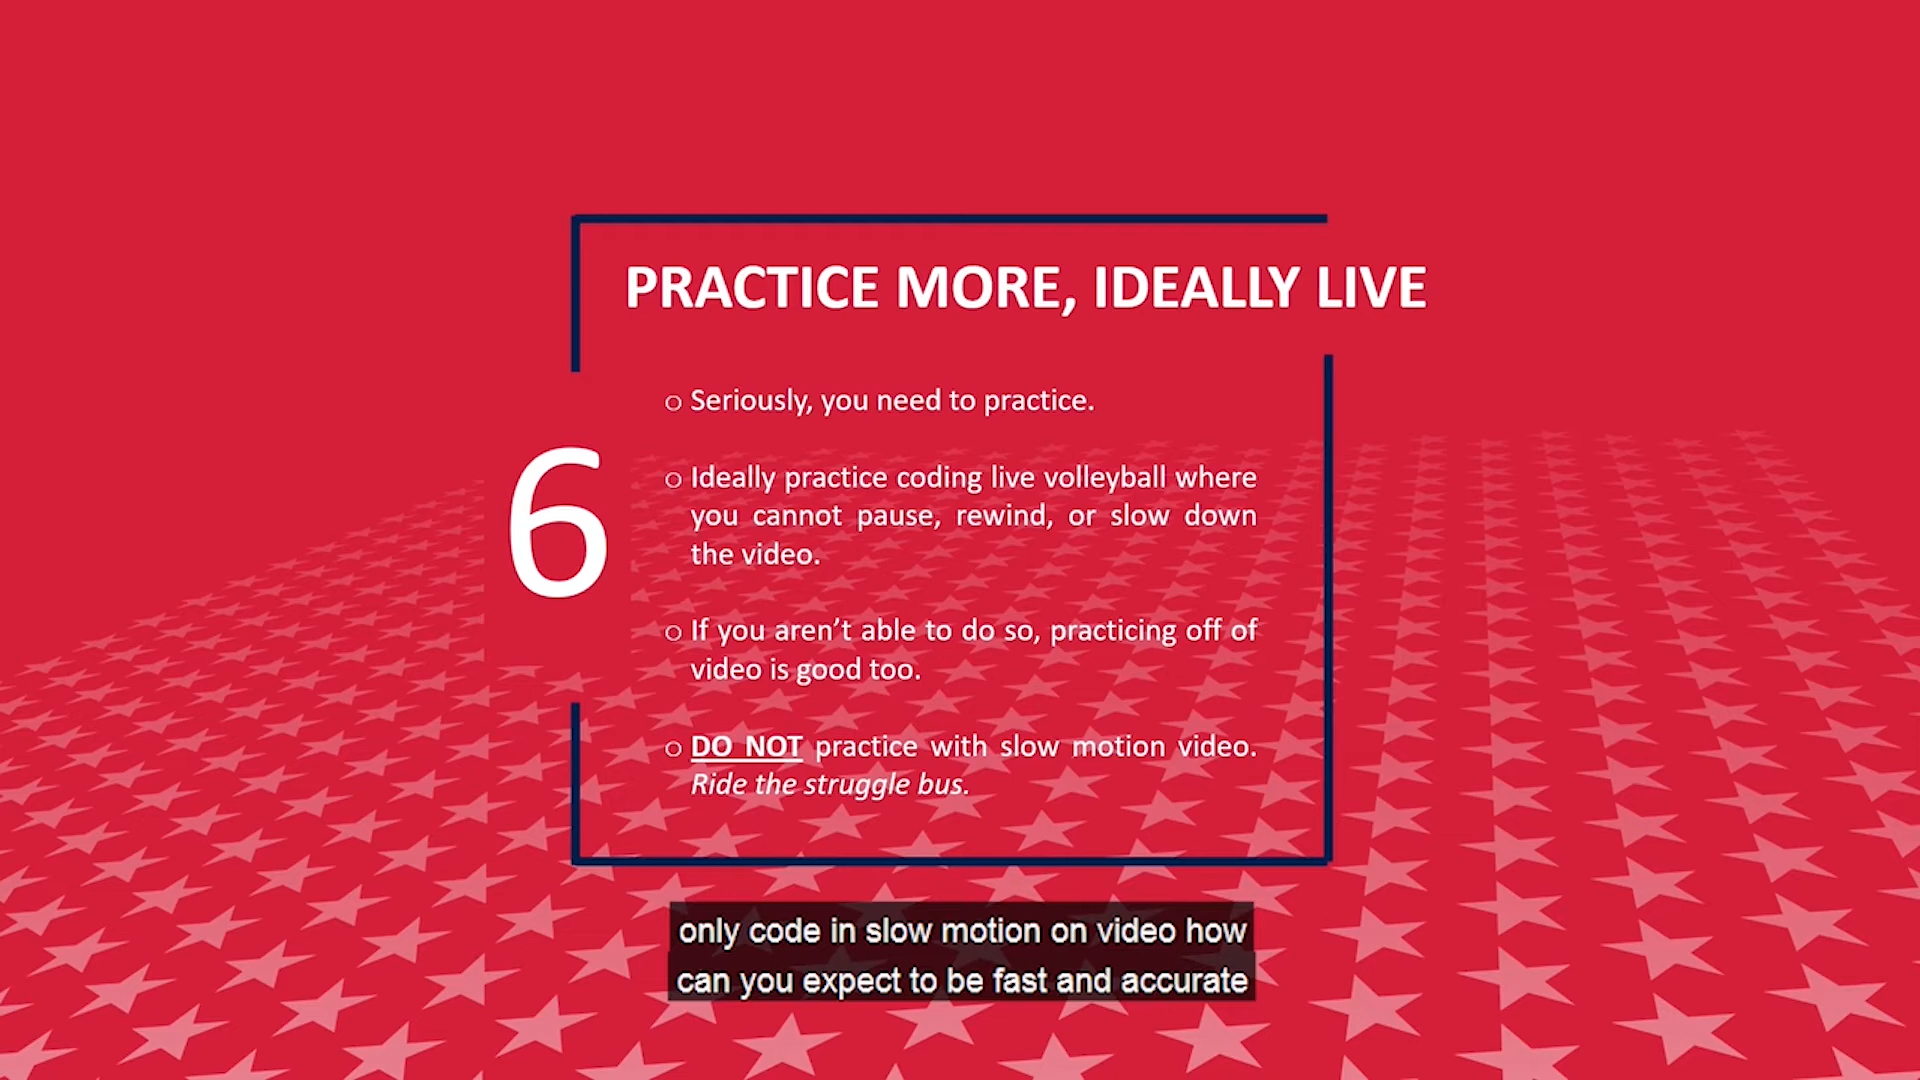 PRACTICE MORE, IDEALLY LIVE
6
o Seriously, you need to practice.
o Ideally practice coding live volleyball where
you cannot pause, rewind, or slow down
the video.
o If you aren’t able to do so, practicing off of
video is good too.
o DO NOT practice with slow motion video.
Ride the struggle bus.
only code in slow motion on video how
can you expect to be fast and accurate